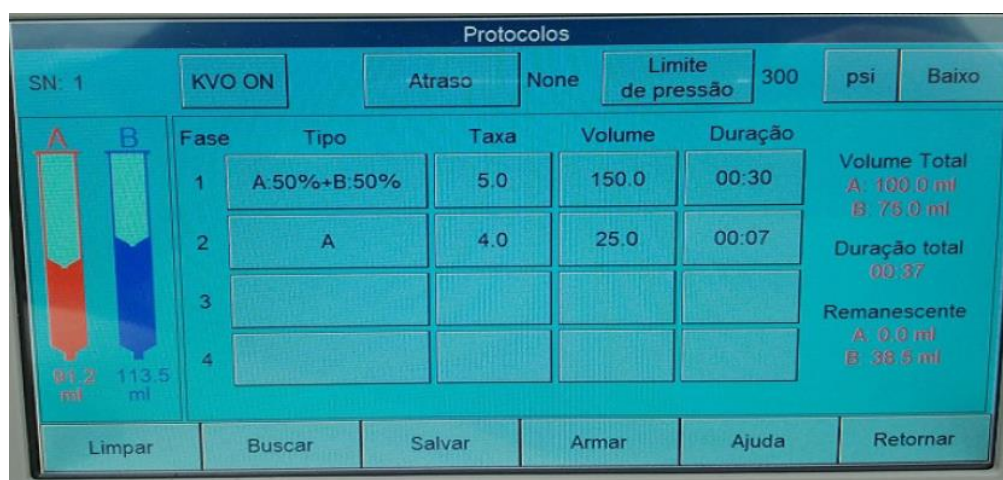 Protocolos
SN: 1 KVO ON Atraso None Limite de pressão 300 psi Baixo
A B Fase Tipo Taxa Volume Duração
1 A:50%+B:50% 5.0 150.0 00:30
2 A 4.0 25.0 00:07
3
4
Volume Total
A: 100.0 ml
B: 75.0 ml
Duração total
00:37
Remanescente
A: 0.0 ml
B: 38.5 ml
91.2 ml 113.5 ml
Limpar Buscar Salvar Armar Ajuda Retornar